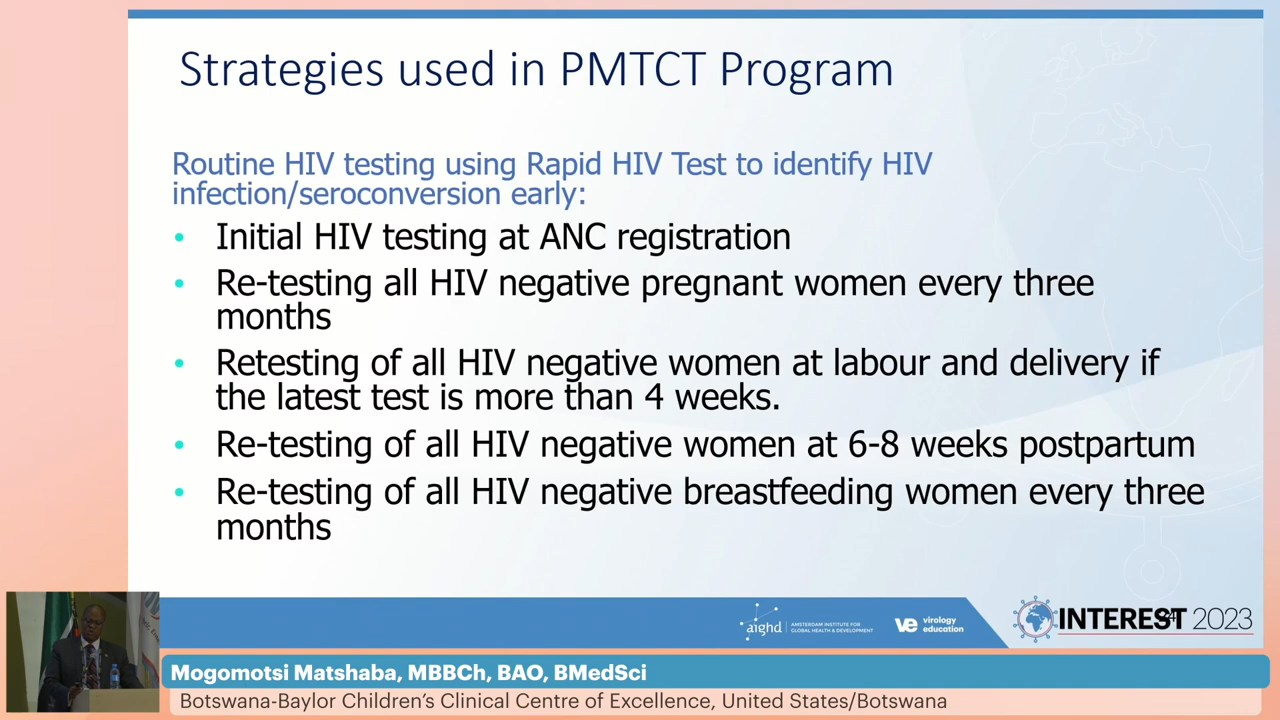 Strategies used in PMTCT Program
Routine HIV testing using Rapid HIV Test to identify HIV
infection/seroconversion early:
• Initial HIV testing at ANC registration
• Re-testing all HIV negative pregnant women every three
months
• Retesting of all HIV negative women at labour and delivery if
the latest test is more than 4 weeks.
• Re-testing of all HIV negative women at 6-8 weeks postpartum
• Re-testing of all HIV negative breastfeeding women every three
months
aighd
AMSTERDAM INSTITUTE FOR
GLOBAL HEALTH & DEVELOPMENT
ve virology
education
INTEREST 2023
Mogomotsi Matshaba, MBBCh, BAO, BMedSci
Botswana-Baylor Children’s Clinical Centre of Excellence, United States/Botswana